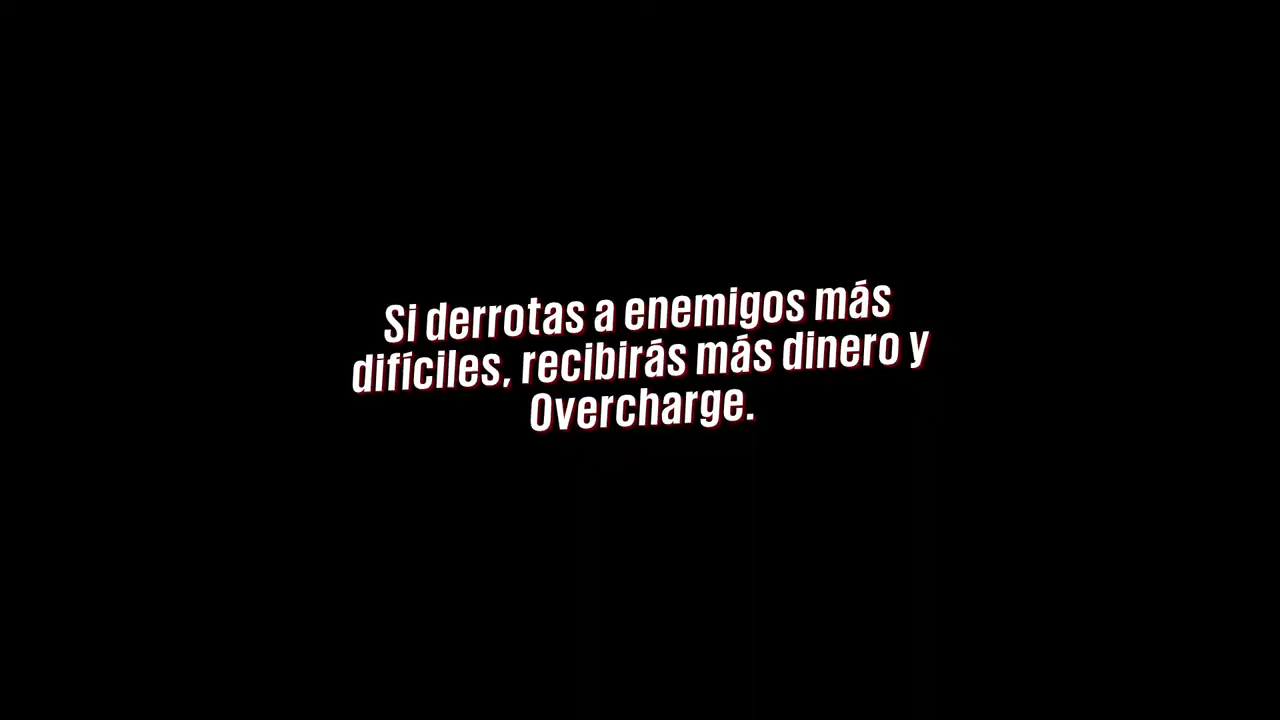 Si derrotas a enemigos más
difíciles, recibirás más dinero y
Overcharge.